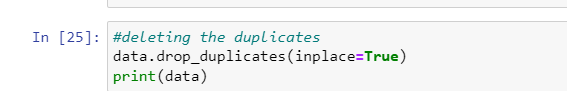 In [25]: #deleting the duplicates
data.drop_duplicates(inplace=True)
print(data)